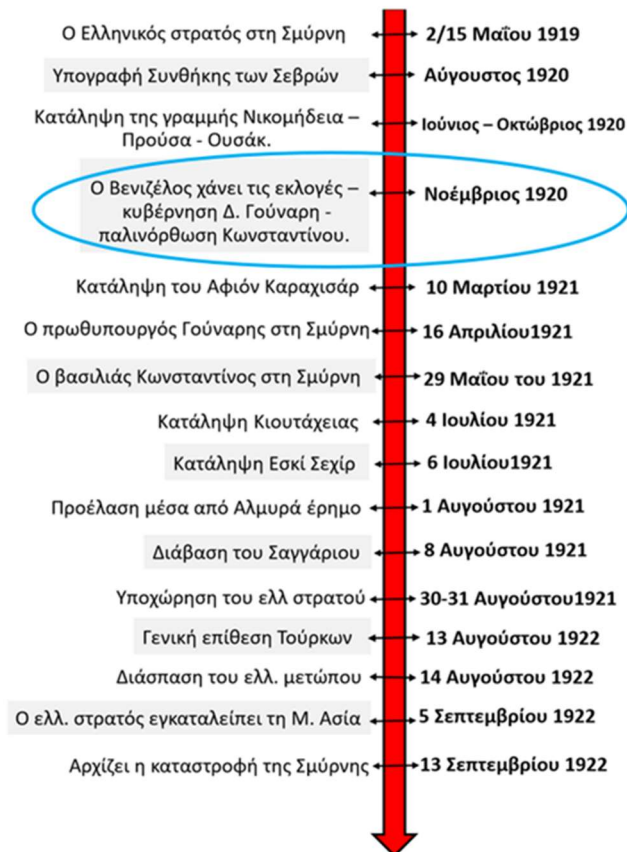 Ο Ελληνικός στρατός στη Σμύρνη 2/15 Μαΐου 1919
Υπογραφή Συνθήκης των Σεβρών Αύγουστος 1920
Κατάληψη της γραμμής Νικομήδεια –
Προύσα - Ουσάκ. Ιούνιος – Οκτώβριος 1920
Ο Βενιζέλος χάνει τις εκλογές – Νοέμβριος 1920
κυβέρνηση Δ. Γούναρη -
παλινόρθωση Κωνσταντίνου.
Κατάληψη του Αφιόν Καραχισάρ 10 Μαρτίου 1921
Ο πρωθυπουργός Γούναρης στη Σμύρνη 16 Απριλίου1921
Ο βασιλιάς Κωνσταντίνος στη Σμύρνη 29 Μαΐου του 1921
Κατάληψη Κιουτάχειας 4 Ιουλίου 1921
Κατάληψη Εσκί Σεχίρ 6 Ιουλίου1921
Προέλαση μέσα από Αλμυρά έρημο 1 Αυγούστου 1921
Διάβαση του Σαγγάριου 8 Αυγούστου 1921
Υποχώρηση του ελλ στρατού 30-31 Αυγούστου1921
Γενική επίθεση Τούρκων 13 Αυγούστου 1922
Διάσπαση του ελλ. μετώπου 14 Αυγούστου 1922
Ο ελλ. στρατός εγκαταλείπει τη Μ. Ασία 5 Σεπτεμβρίου 1922
Αρχίζει η καταστροφή της Σμύρνης 13 Σεπτεμβρίου 1922